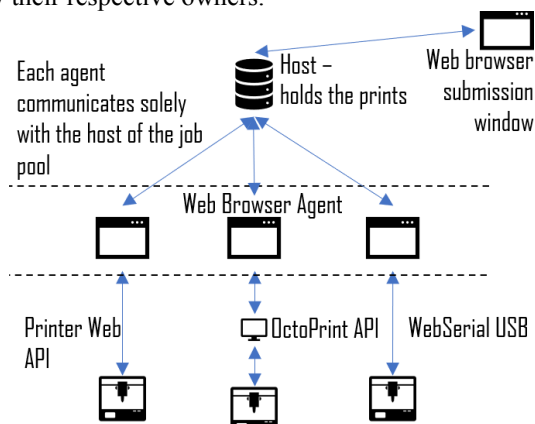 their respective owners.
Each agent
communicates solely
with the host of the job
pool
Host –
holds the prints
Web browser
submission
window
Web Browser Agent
Printer Web
API
OctoPrint API
WebSerial USB